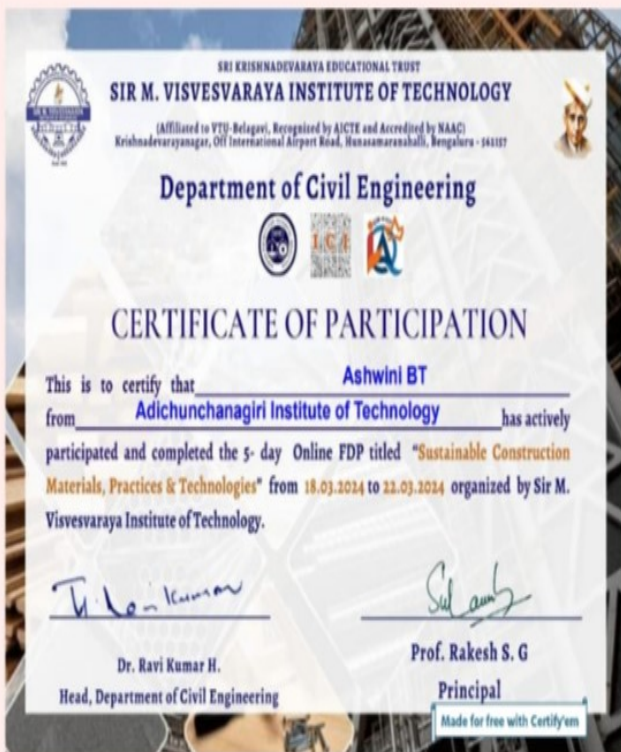 SRI KRISHNADEVARAYA EDUCATIONAL TRUST
SIR M. VISVESVARAYA INSTITUTE OF TECHNOLOGY
(Affiliated to VTU-Belagavi, Recognized by AICTE and Accredited by NAAC)
Krishnadevarayanagar, Off International Airport Road, Hunasamaranahalli, Bengaluru - 562157
Department of Civil Engineering
I C I
CERTIFICATE OF PARTICIPATION
This is to certify that Ashwini BT
from Adichunchanagiri Institute of Technology has actively
participated and completed the 5- day Online FDP titled "Sustainable Construction
Materials, Practices & Technologies" from 18.03.2024 to 22.03.2024 organized by Sir M.
Visvesvaraya Institute of Technology.
Dr. Ravi Kumar H.
Head, Department of Civil Engineering
Prof. Rakesh S. G
Principal
Made for free with Certify'em